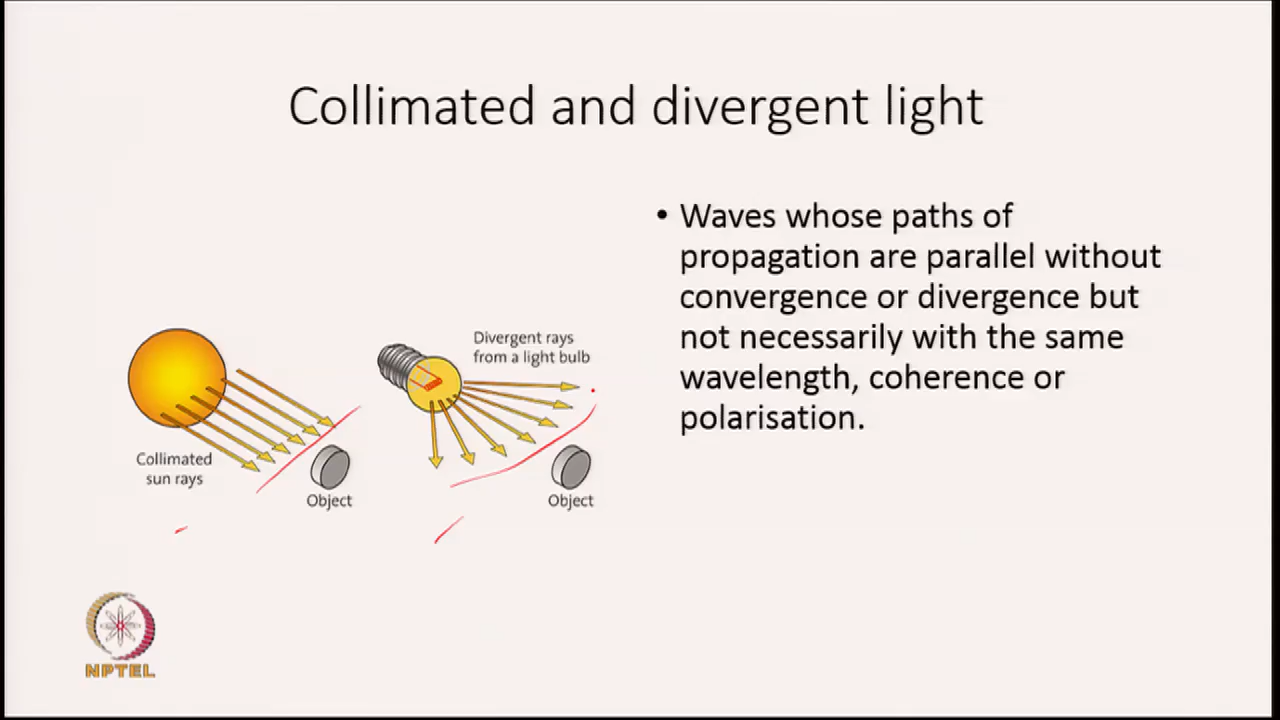 Collimated and divergent light
• Waves whose paths of
propagation are parallel without
convergence or divergence but
not necessarily with the same
wavelength, coherence or
polarisation.
Divergent rays
from a light bulb
Collimated
sun rays
Object
Object
NPTEL